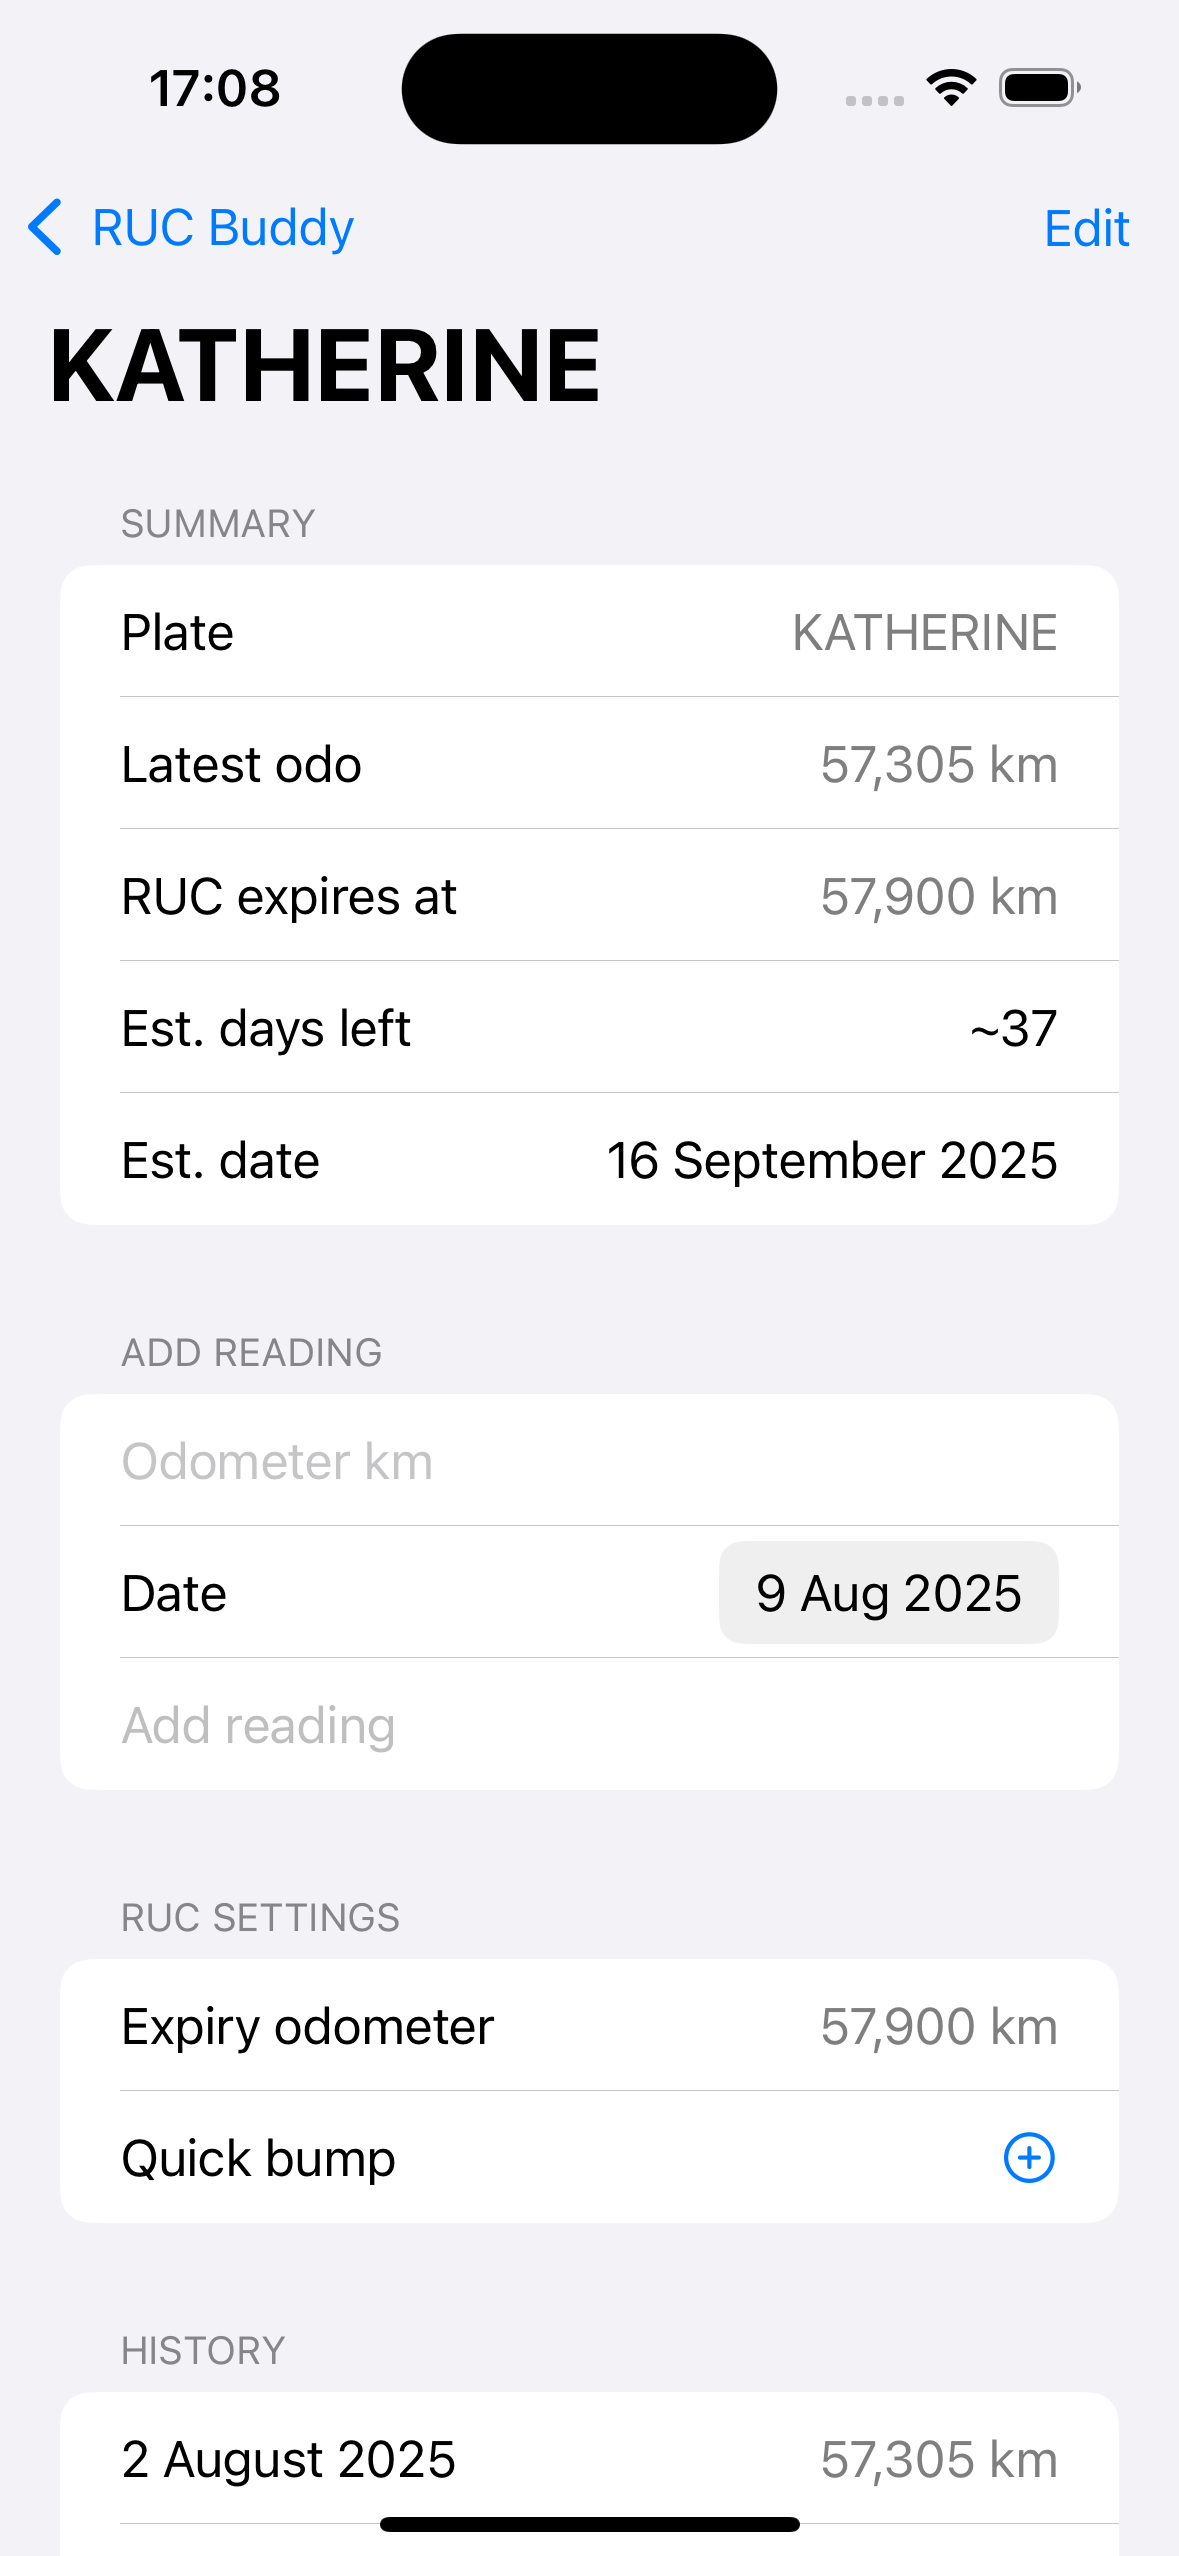 17:08
RUC Buddy
Edit
KATHERINE
SUMMARY
Plate KATHERINE
Latest odo 57,305 km
RUC expires at 57,900 km
Est. days left ~37
Est. date 16 September 2025
ADD READING
Odometer km
Date 9 Aug 2025
Add reading
RUC SETTINGS
Expiry odometer 57,900 km
Quick bump
HISTORY
2 August 2025 57,305 km